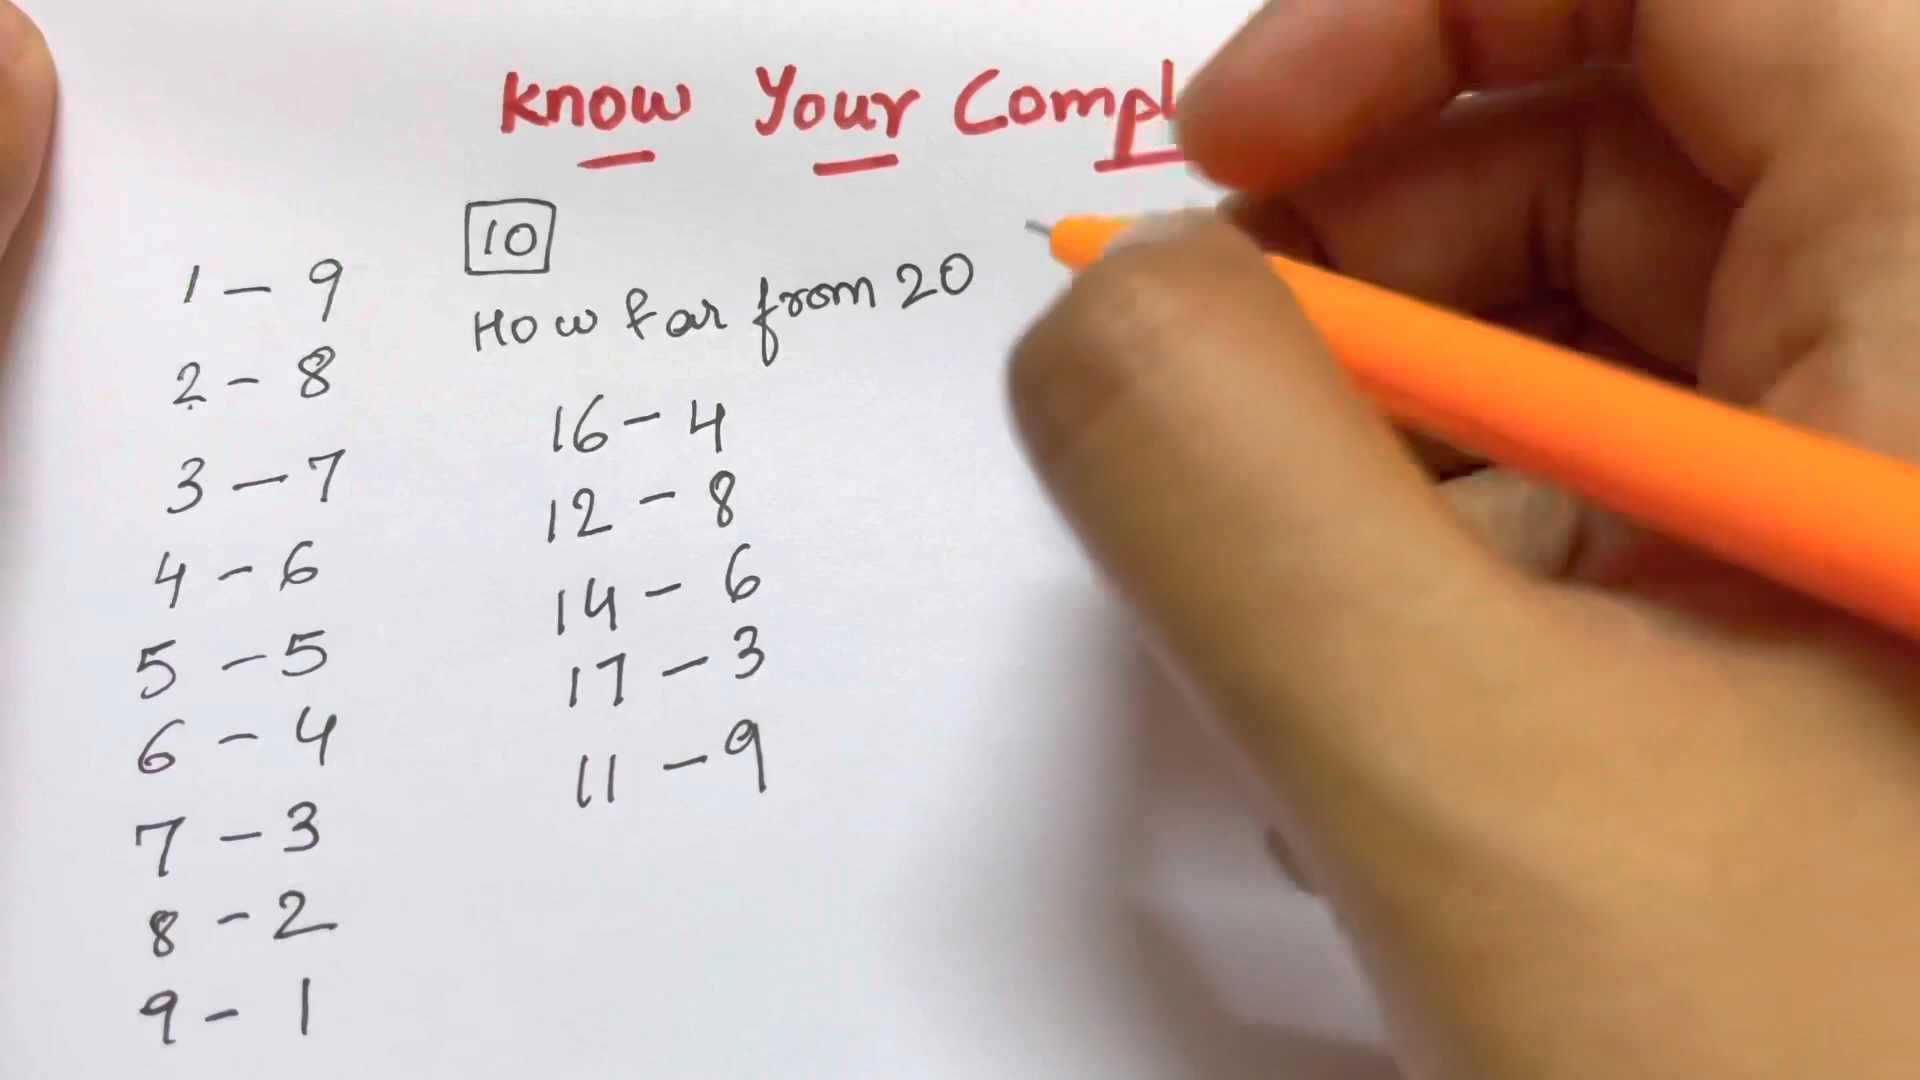 Know Your Compl
10
1 - 9
2 - 8
3 - 7
4 - 6
5 - 5
6 - 4
7 - 3
8 - 2
9 - 1
How far from 20
16 - 4
12 - 8
14 - 6
17 - 3
11 - 9